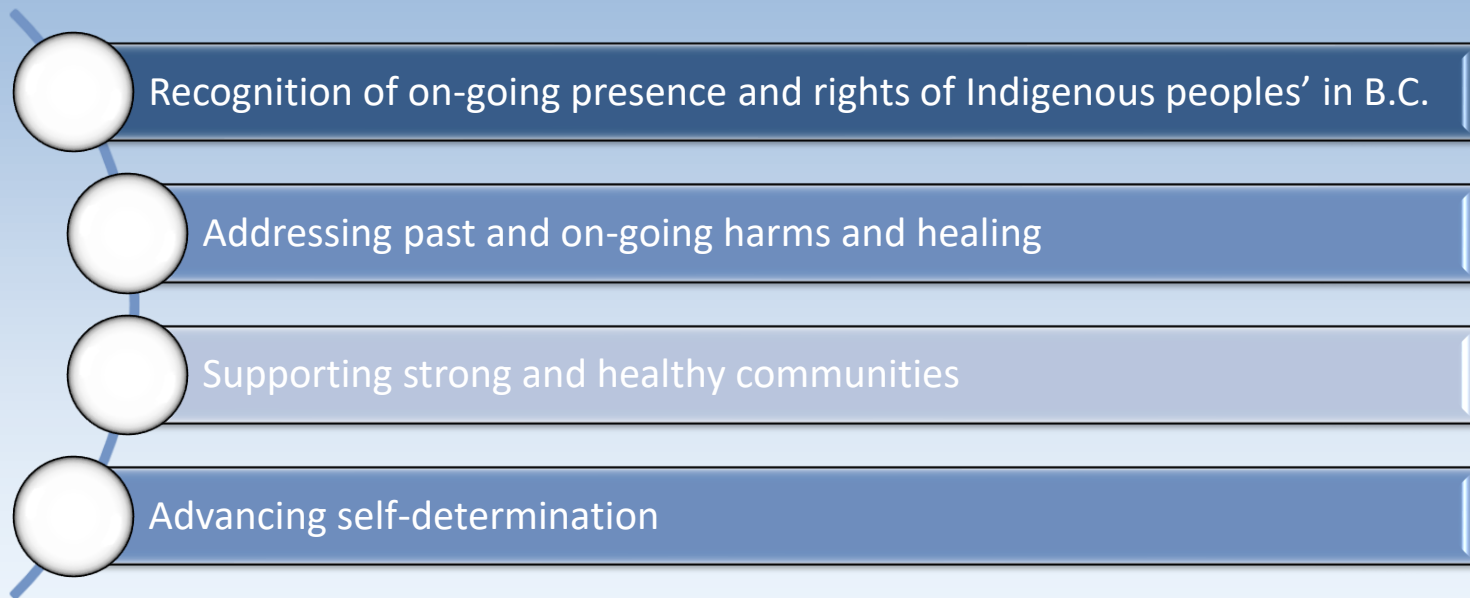 Recognition of on-going presence and rights of Indigenous peoples’ in B.C.
Addressing past and on-going harms and healing
Supporting strong and healthy communities
Advancing self-determination